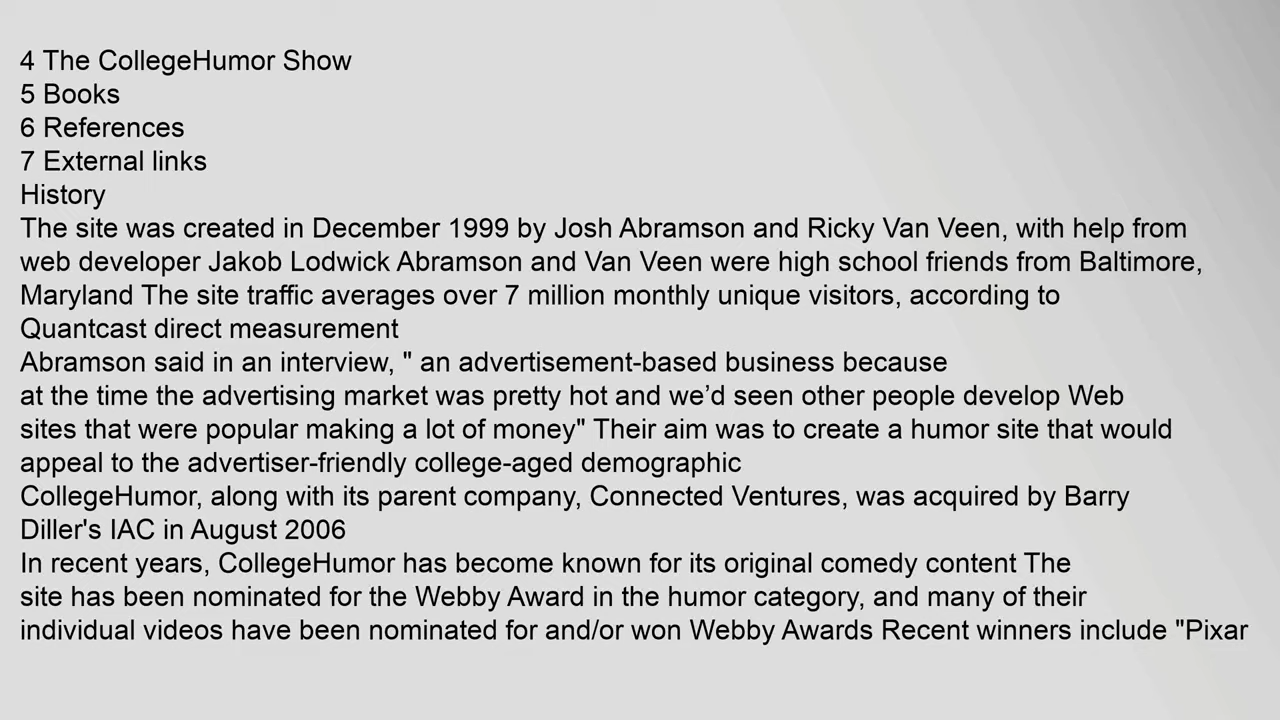 4 The CollegeHumor Show
5 Books
6 References
7 External links
History
The site was created in December 1999 by Josh Abramson and Ricky Van Veen, with help from
web developer Jakob Lodwick Abramson and Van Veen were high school friends from Baltimore,
Maryland The site traffic averages over 7 million monthly unique visitors, according to
Quantcast direct measurement
Abramson said in an interview, " an advertisement-based business because
at the time the advertising market was pretty hot and we’d seen other people develop Web
sites that were popular making a lot of money" Their aim was to create a humor site that would
appeal to the advertiser-friendly college-aged demographic
CollegeHumor, along with its parent company, Connected Ventures, was acquired by Barry
Diller's IAC in August 2006
In recent years, CollegeHumor has become known for its original comedy content The
site has been nominated for the Webby Award in the humor category, and many of their
individual videos have been nominated for and/or won Webby Awards Recent winners include "Pixar